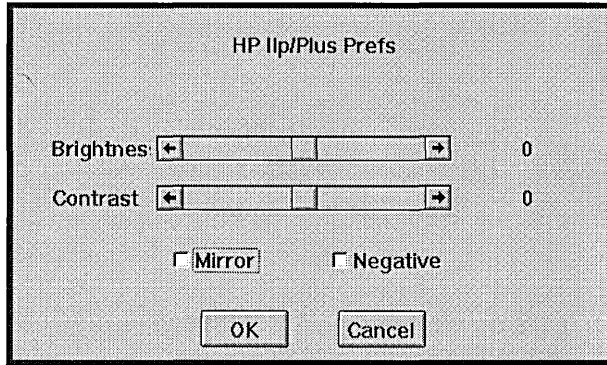 HP IIp/Plus Prefs
Brightnes 0
Contrast 0
Mirror Negative
OK Cancel